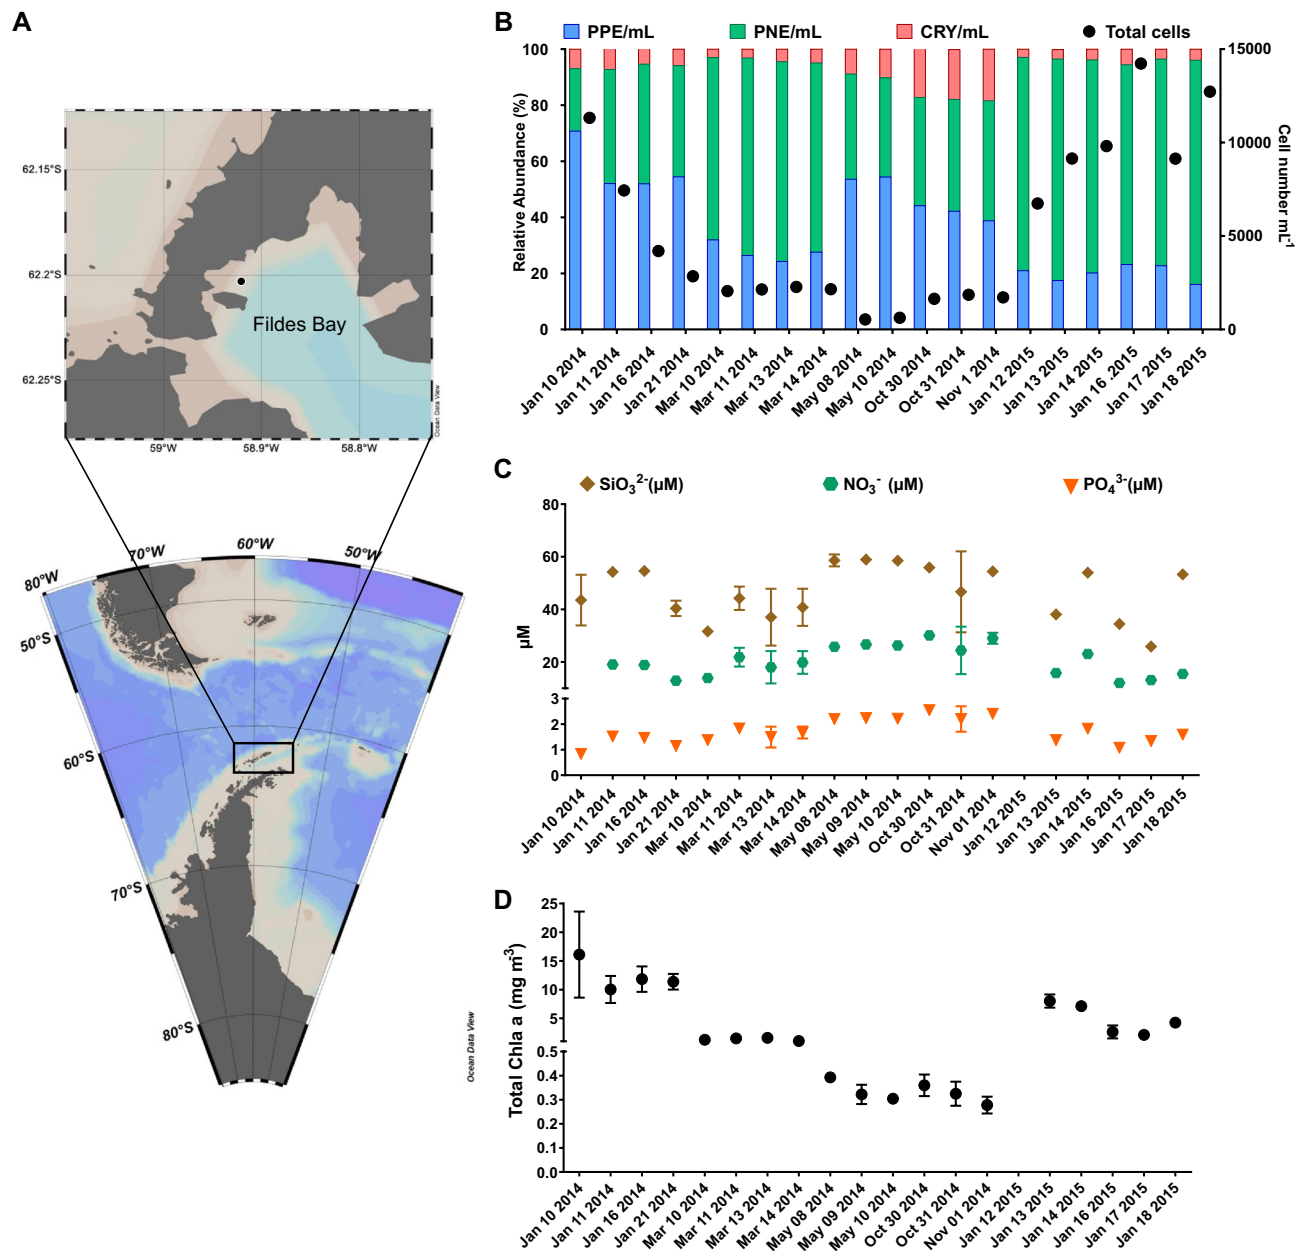 A
62.15°S
62.2°S
62.25°S
Fildes Bay
59°W
58.9°W
58.8°W
Ocean Data View
80°W
70°W
60°W
50°W
50°S
60°S
70°S
80°S
Ocean Data View
B
PPE/mL
PNE/mL
CRY/mL
Total cells
Relative Abundance (%)
100
80
60
40
20
0
Cell number mL-1
15000
10000
5000
0
Jan 10 2014
Jan 11 2014
Jan 16 2014
Jan 21 2014
Mar 10 2014
Mar 11 2014
Mar 13 2014
Mar 14 2014
May 08 2014
May 10 2014
Oct 30 2014
Oct 31 2014
Nov 1 2014
Jan 12 2015
Jan 13 2015
Jan 14 2015
Jan 16 .2015
Jan 17 2015
Jan 18 2015
C
SiO₃²⁻(µM)
NO₃⁻ (µM)
PO₄³⁻(µM)
µM
80
60
40
20
3
2
1
0
Jan 10 2014
Jan 11 2014
Jan 16 2014
Jan 21 2014
Mar 10 2014
Mar 11 2014
Mar 13 2014
Mar 14 2014
May 08 2014
May 09 2014
May 10 2014
Oct 30 2014
Oct 31 2014
Nov 01 2014
Jan 12 2015
Jan 13 2015
Jan 14 2015
Jan 16 2015
Jan 17 2015
Jan 18 2015
D
Total Chla a (mg m-3)
25
20
15
10
5
0.5
0.4
0.3
0.2
0.1
0.0
Jan 10 2014
Jan 11 2014
Jan 16 2014
Jan 21 2014
Mar 10 2014
Mar 11 2014
Mar 13 2014
Mar 14 2014
May 08 2014
May 09 2014
May 10 2014
Oct 30 2014
Oct 31 2014
Nov 01 2014
Jan 12 2015
Jan 13 2015
Jan 14 2015
Jan 16 2015
Jan 17 2015
Jan 18 2015